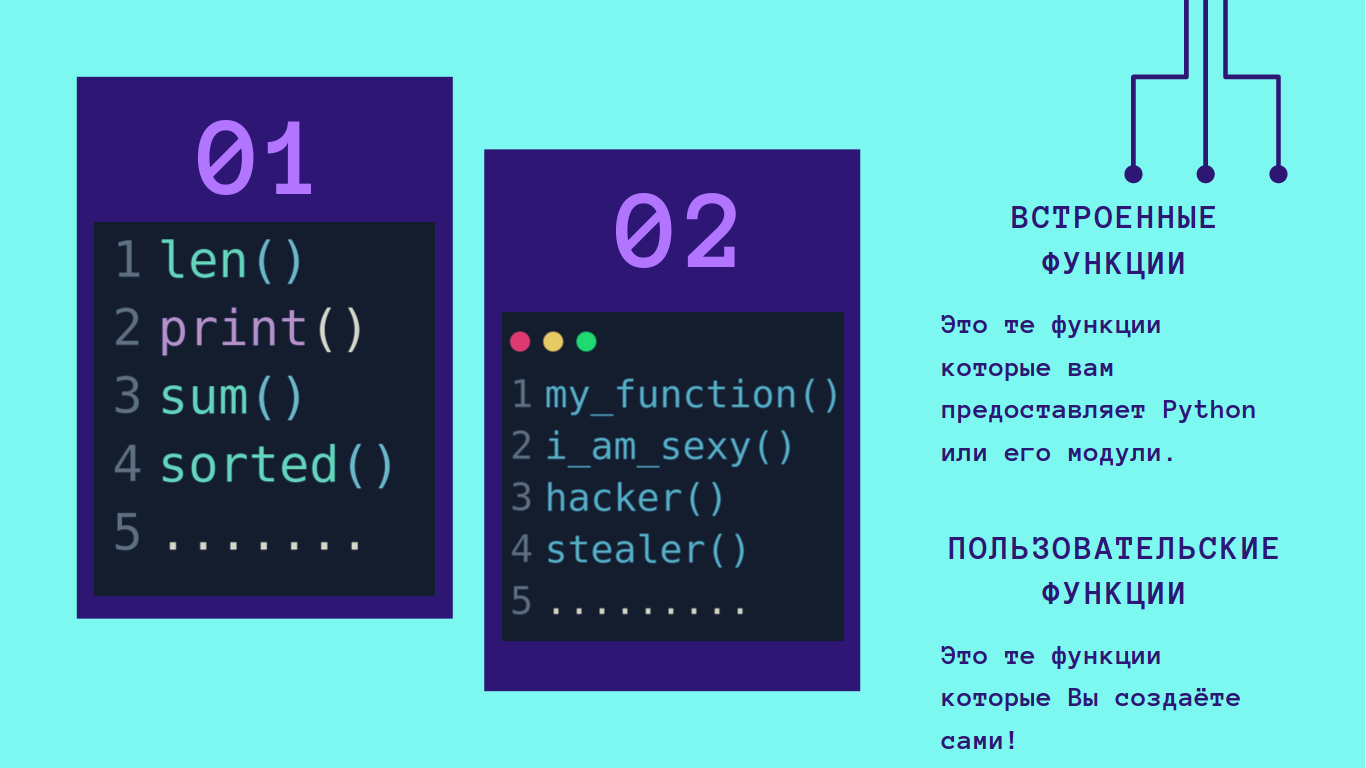 01
1 len()
2 print()
3 sum()
4 sorted()
5 .......
02
1 my_function()
2 i_am_sexy()
3 hacker()
4 stealer()
5 .........
ВСТРОЕННЫЕ
ФУНКЦИИ
Это те функции
которые вам
предоставляет Python
или его модули.
ПОЛЬЗОВАТЕЛЬСКИЕ
ФУНКЦИИ
Это те функции
которые Вы создаёте
сами!